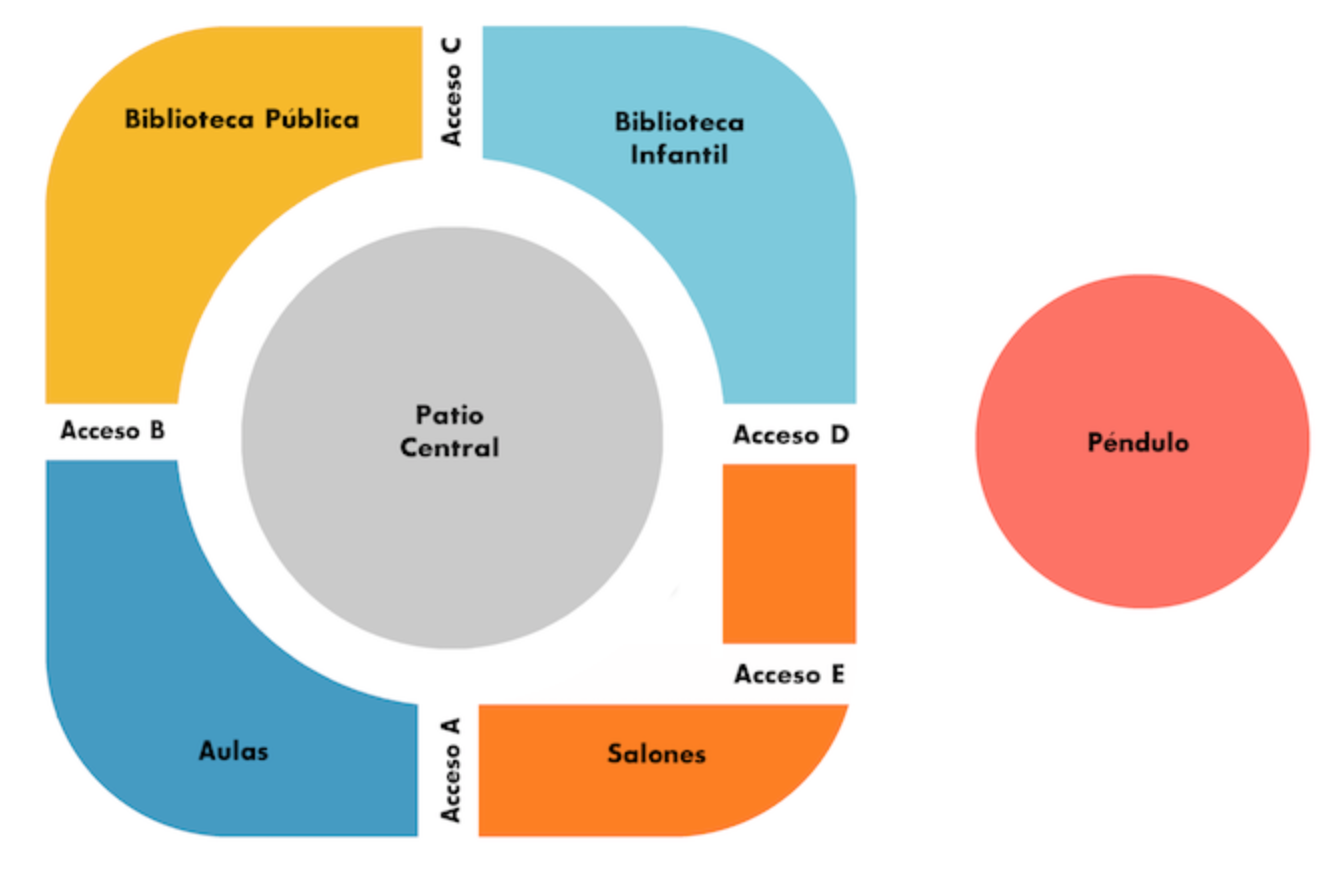 Biblioteca Pública
Acceso C
Biblioteca
Infantil
Acceso B
Patio
Central
Acceso D
Péndulo
Acceso E
Aulas
Acceso A
Salones